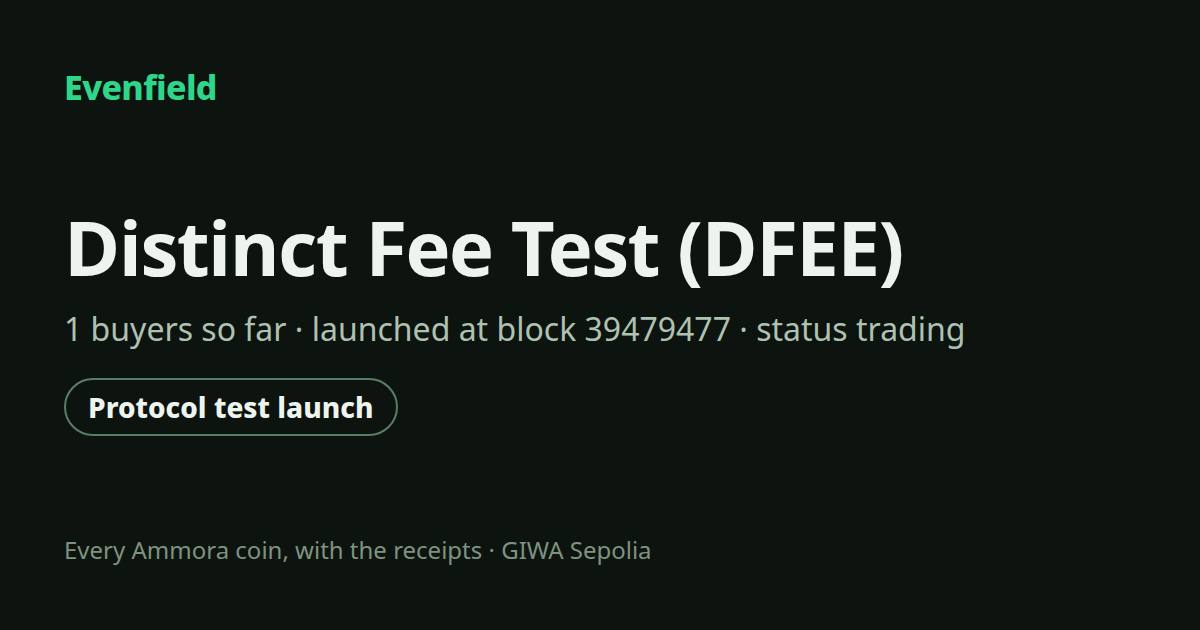 Evenfield
Distinct Fee Test (DFEE)
1 buyers so far · launched at block 39479477 · status trading
Protocol test launch
Every Ammora coin, with the receipts · GIWA Sepolia